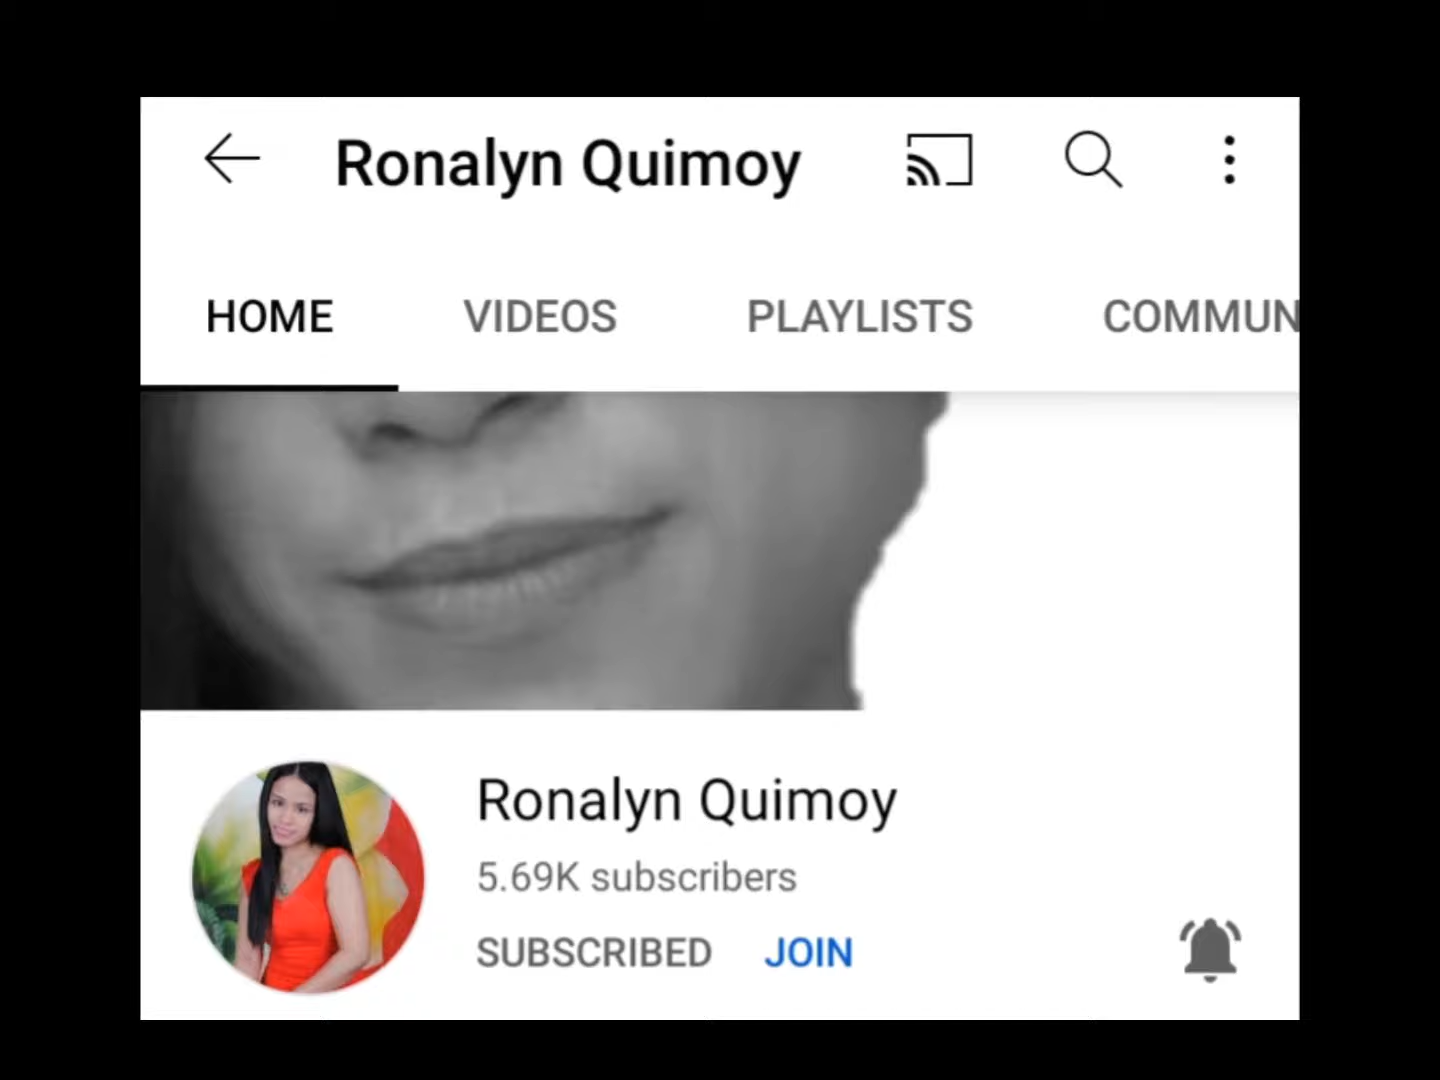 Ronalyn Quimoy
HOME VIDEOS PLAYLISTS COMMUN
Ronalyn Quimoy
5.69K subscribers
SUBSCRIBED JOIN